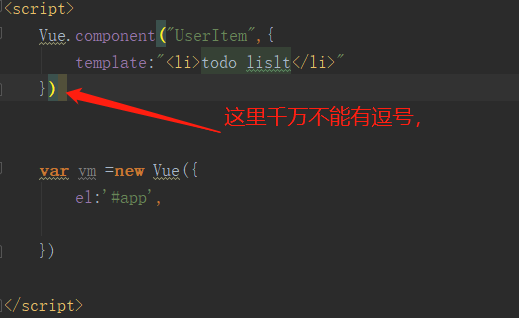 <script>
Vue.component("UserItem",{
template:"<li>todo lislt</li>"
})
这里千万不能有逗号，
var vm =new Vue({
el:'#app',
})
</script>